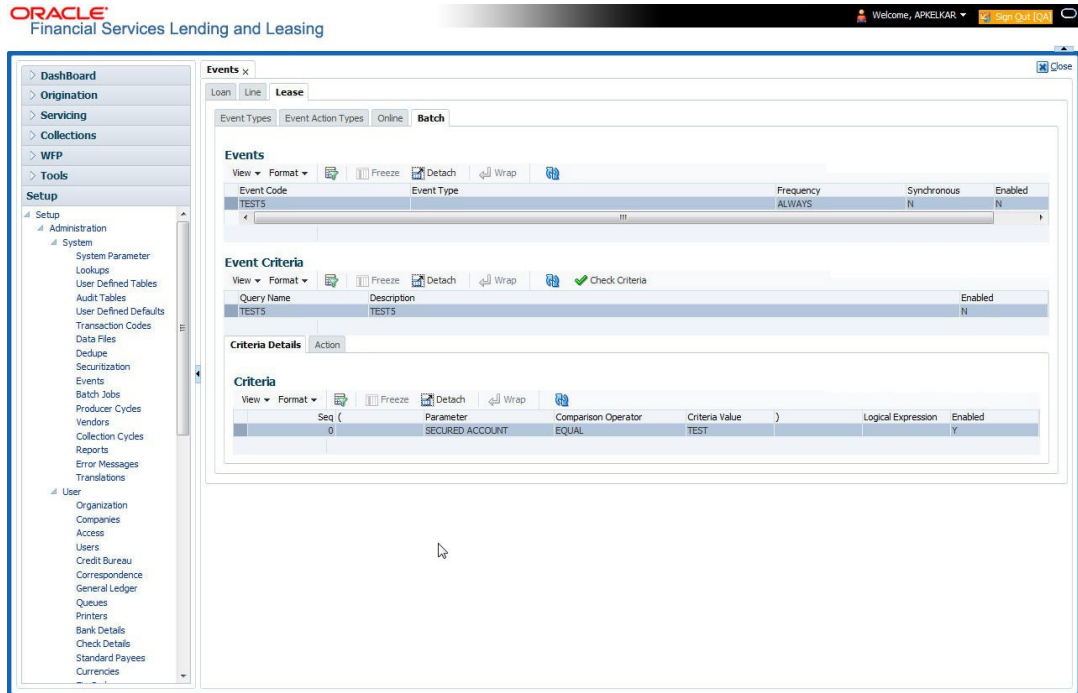 ORACLE®
Financial Services Lending and Leasing
Welcome, APKELKAR
Sign Out [QA]
Close
DashBoard
Origination
Servicing
Collections
WFP
Tools
Setup
Setup
Administration
System
System Parameter
Lookups
User Defined Tables
Audit Tables
User Defined Defaults
Transaction Codes
Data Files
Dedupe
Securitization
Events
Batch Jobs
Producer Cycles
Vendors
Collection Cycles
Reports
Error Messages
Translations
User
Organization
Companies
Access
Users
Credit Bureau
Correspondence
General Ledger
Queues
Printers
Bank Details
Check Details
Standard Payees
Currencies
Events
Loan Line Lease
Event Types Event Action Types Online Batch
Events
View Format Freeze Detach Wrap
Event Code Event Type Frequency Synchronous Enabled
TEST5 ALWAYS N N
Event Criteria
View Format Freeze Detach Wrap Check Criteria
Query Name Description Enabled
TEST5 TEST5 N
Criteria Details Action
Criteria
View Format Freeze Detach Wrap
Seq ( Parameter Comparison Operator Criteria Value ) Logical Expression Enabled
0 SECURED ACCOUNT EQUAL TEST Y